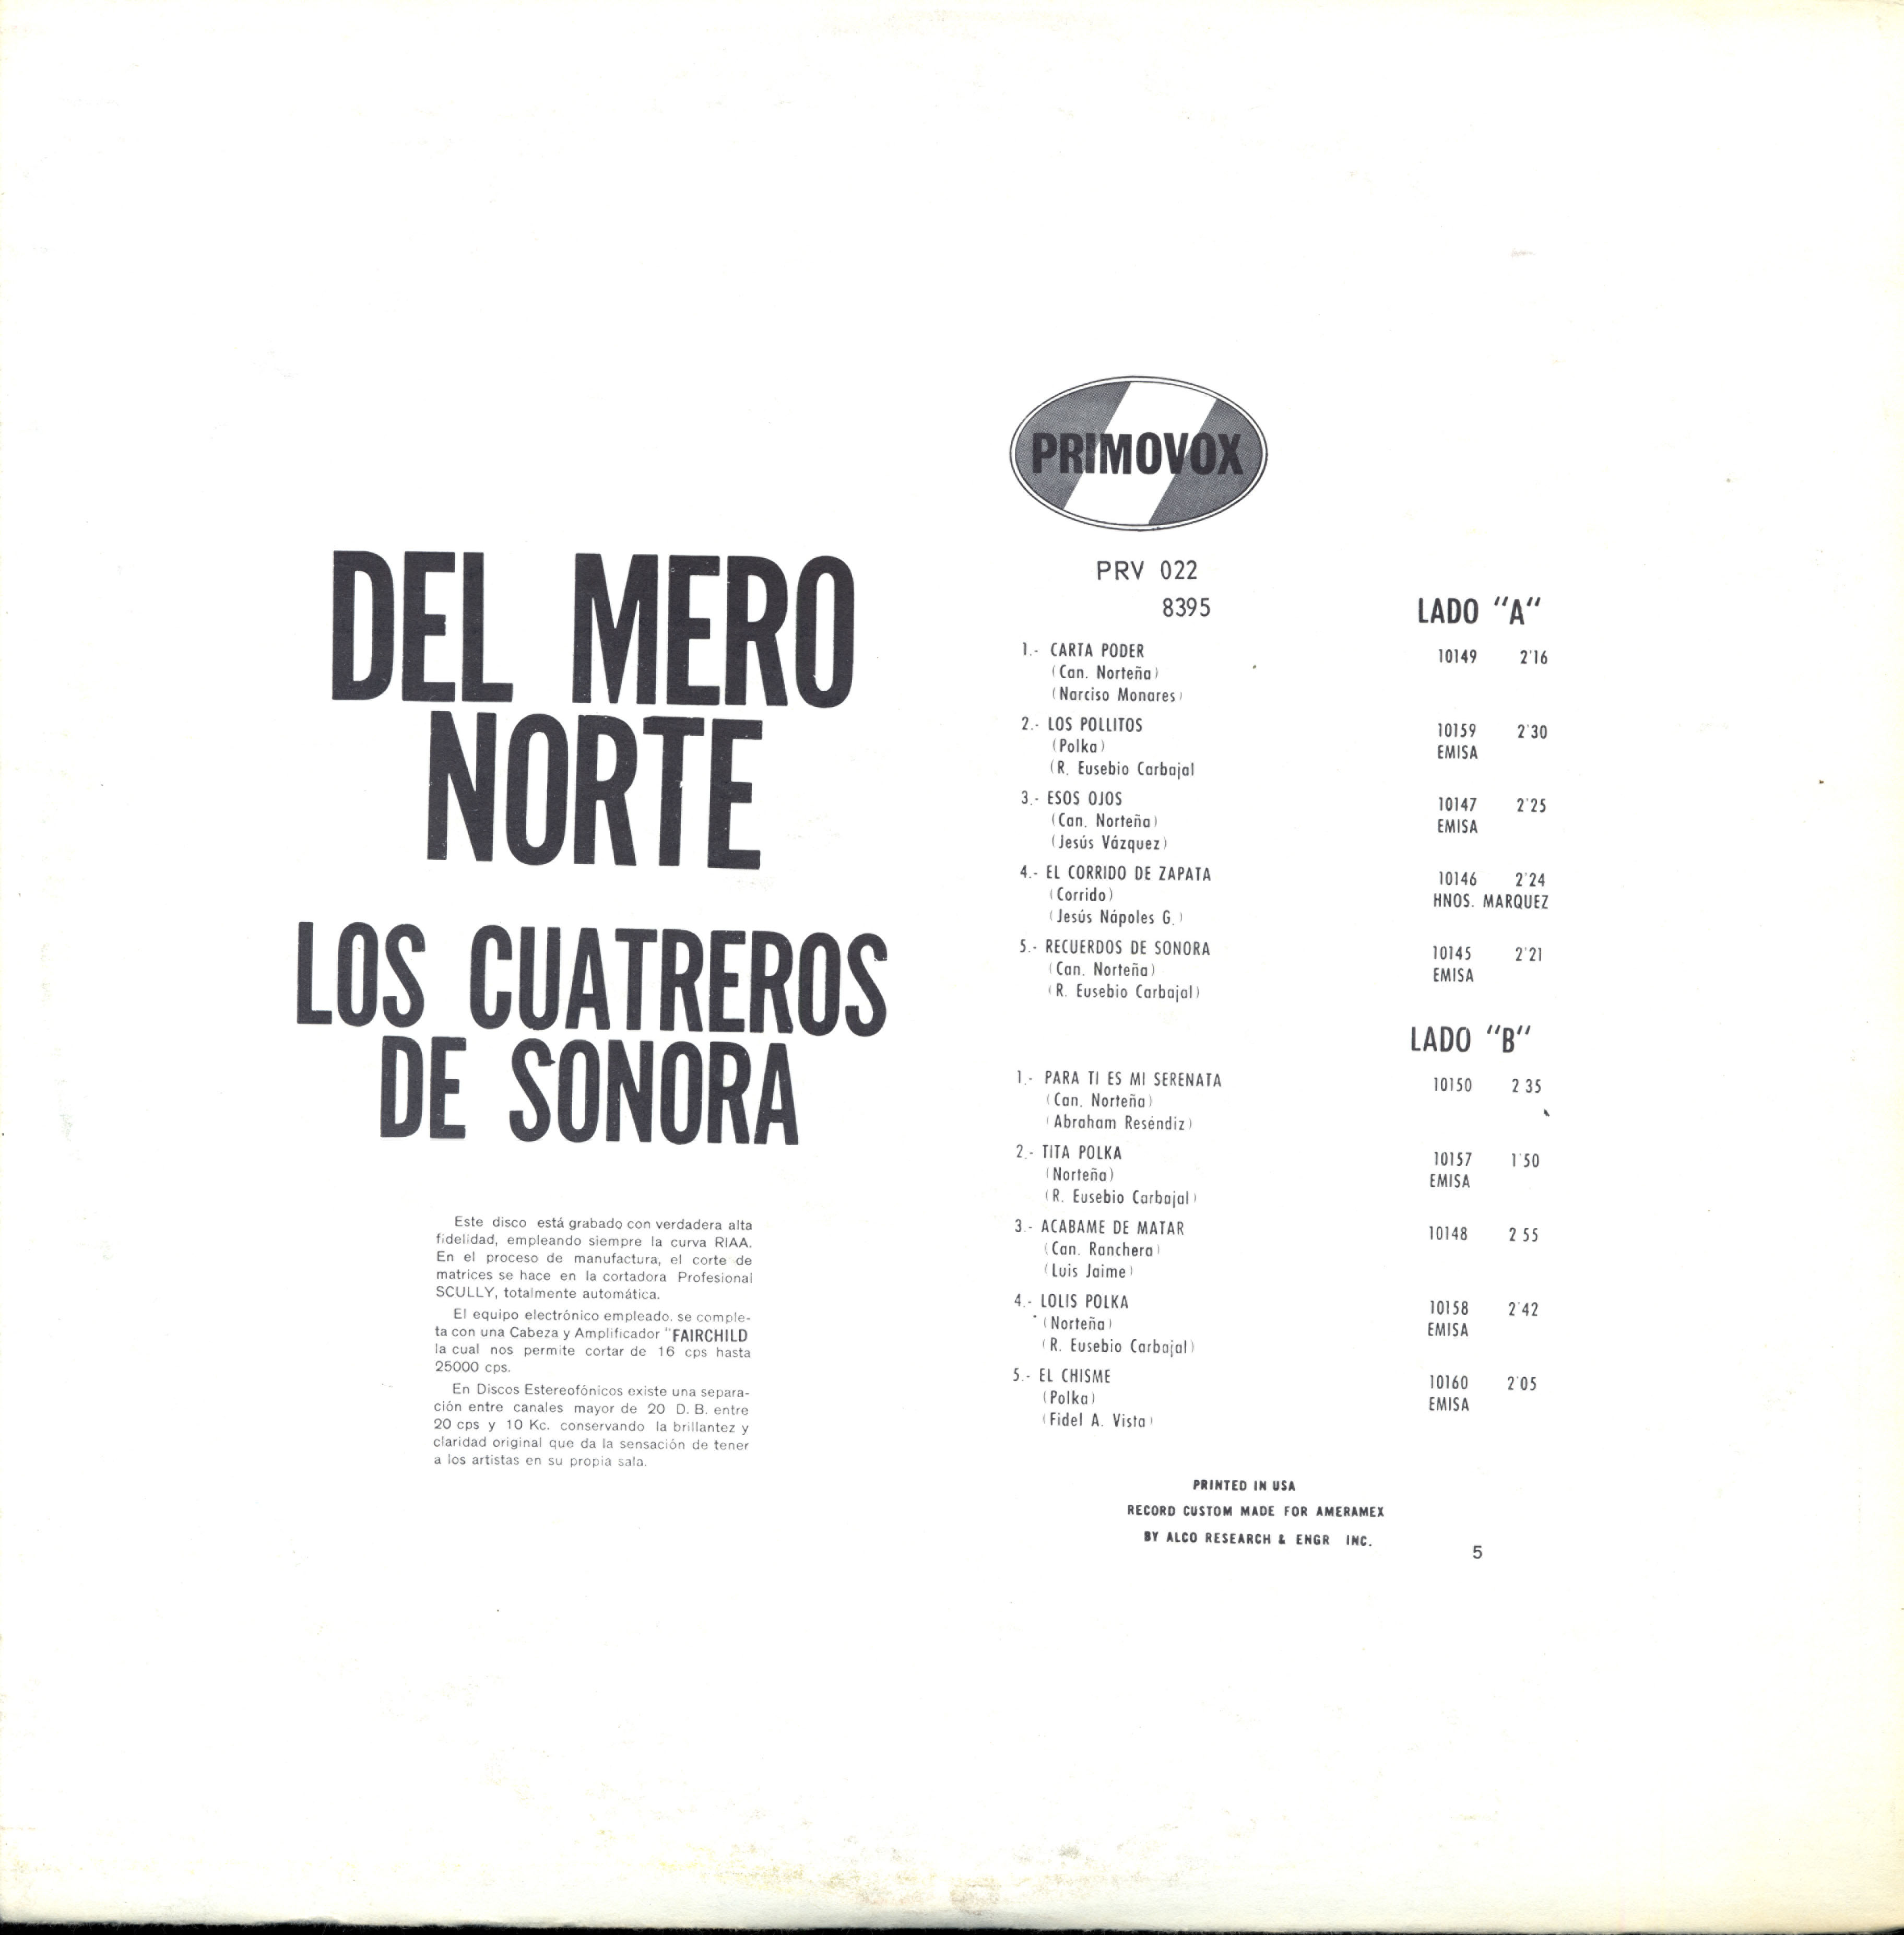 DEL MERO
NORTE
LOS CUATREROS
DE SONORA
Este disco está grabado con verdadera alta
fidelidad, empleando siempre la curva RIAA.
En el proceso de manufactura, el corte de
matrices se hace en la cortadora Profesional
SCULLY, totalmente automática.
El equipo electrónico empleado. se comple-
ta con una Cabeza y Amplificador "FAIRCHILD
la cual nos permite cortar de 16 cps hasta
25000 cps.
En Discos Estereofónicos existe una separa-
ción entre canales mayor de 20 D. B. entre
20 cps y 10 Kc. conservando la brillantez y
claridad original que da la sensación de tener
a los artistas en su propia sala.
PRIMOVOX
PRV 022
8395
LADO "A"
1.- CARTA PODER 10149 2'16
(Can. Norteña)
(Narciso Monares)
2.- LOS POLLITOS 10159 2'30
(Polka) EMISA
(R. Eusebio Carbajal
3.- ESOS OJOS 10147 2'25
(Can. Norteña) EMISA
(Jesús Vázquez)
4.- EL CORRIDO DE ZAPATA 10146 2'24
(Corrido) HNOS. MARQUEZ
(Jesús Nápoles G.)
5.- RECUERDOS DE SONORA 10145 2'21
(Can. Norteña) EMISA
(R. Eusebio Carbajal)
LADO "B"
1.- PARA TI ES MI SERENATA 10150 2 35
(Can. Norteña)
(Abraham Reséndiz)
2.- TITA POLKA 10157 1'50
(Norteña) EMISA
(R. Eusebio Carbajal)
3.- ACABAME DE MATAR 10148 2 55
(Can. Ranchera)
(Luis Jaime)
4.- LOLIS POLKA 10158 2'42
(Norteña) EMISA
(R. Eusebio Carbajal)
5.- EL CHISME 10160 2'05
(Polka) EMISA
(Fidel A. Vista)
PRINTED IN USA
RECORD CUSTOM MADE FOR AMERAMEX
BY ALCO RESEARCH & ENGR INC.
5